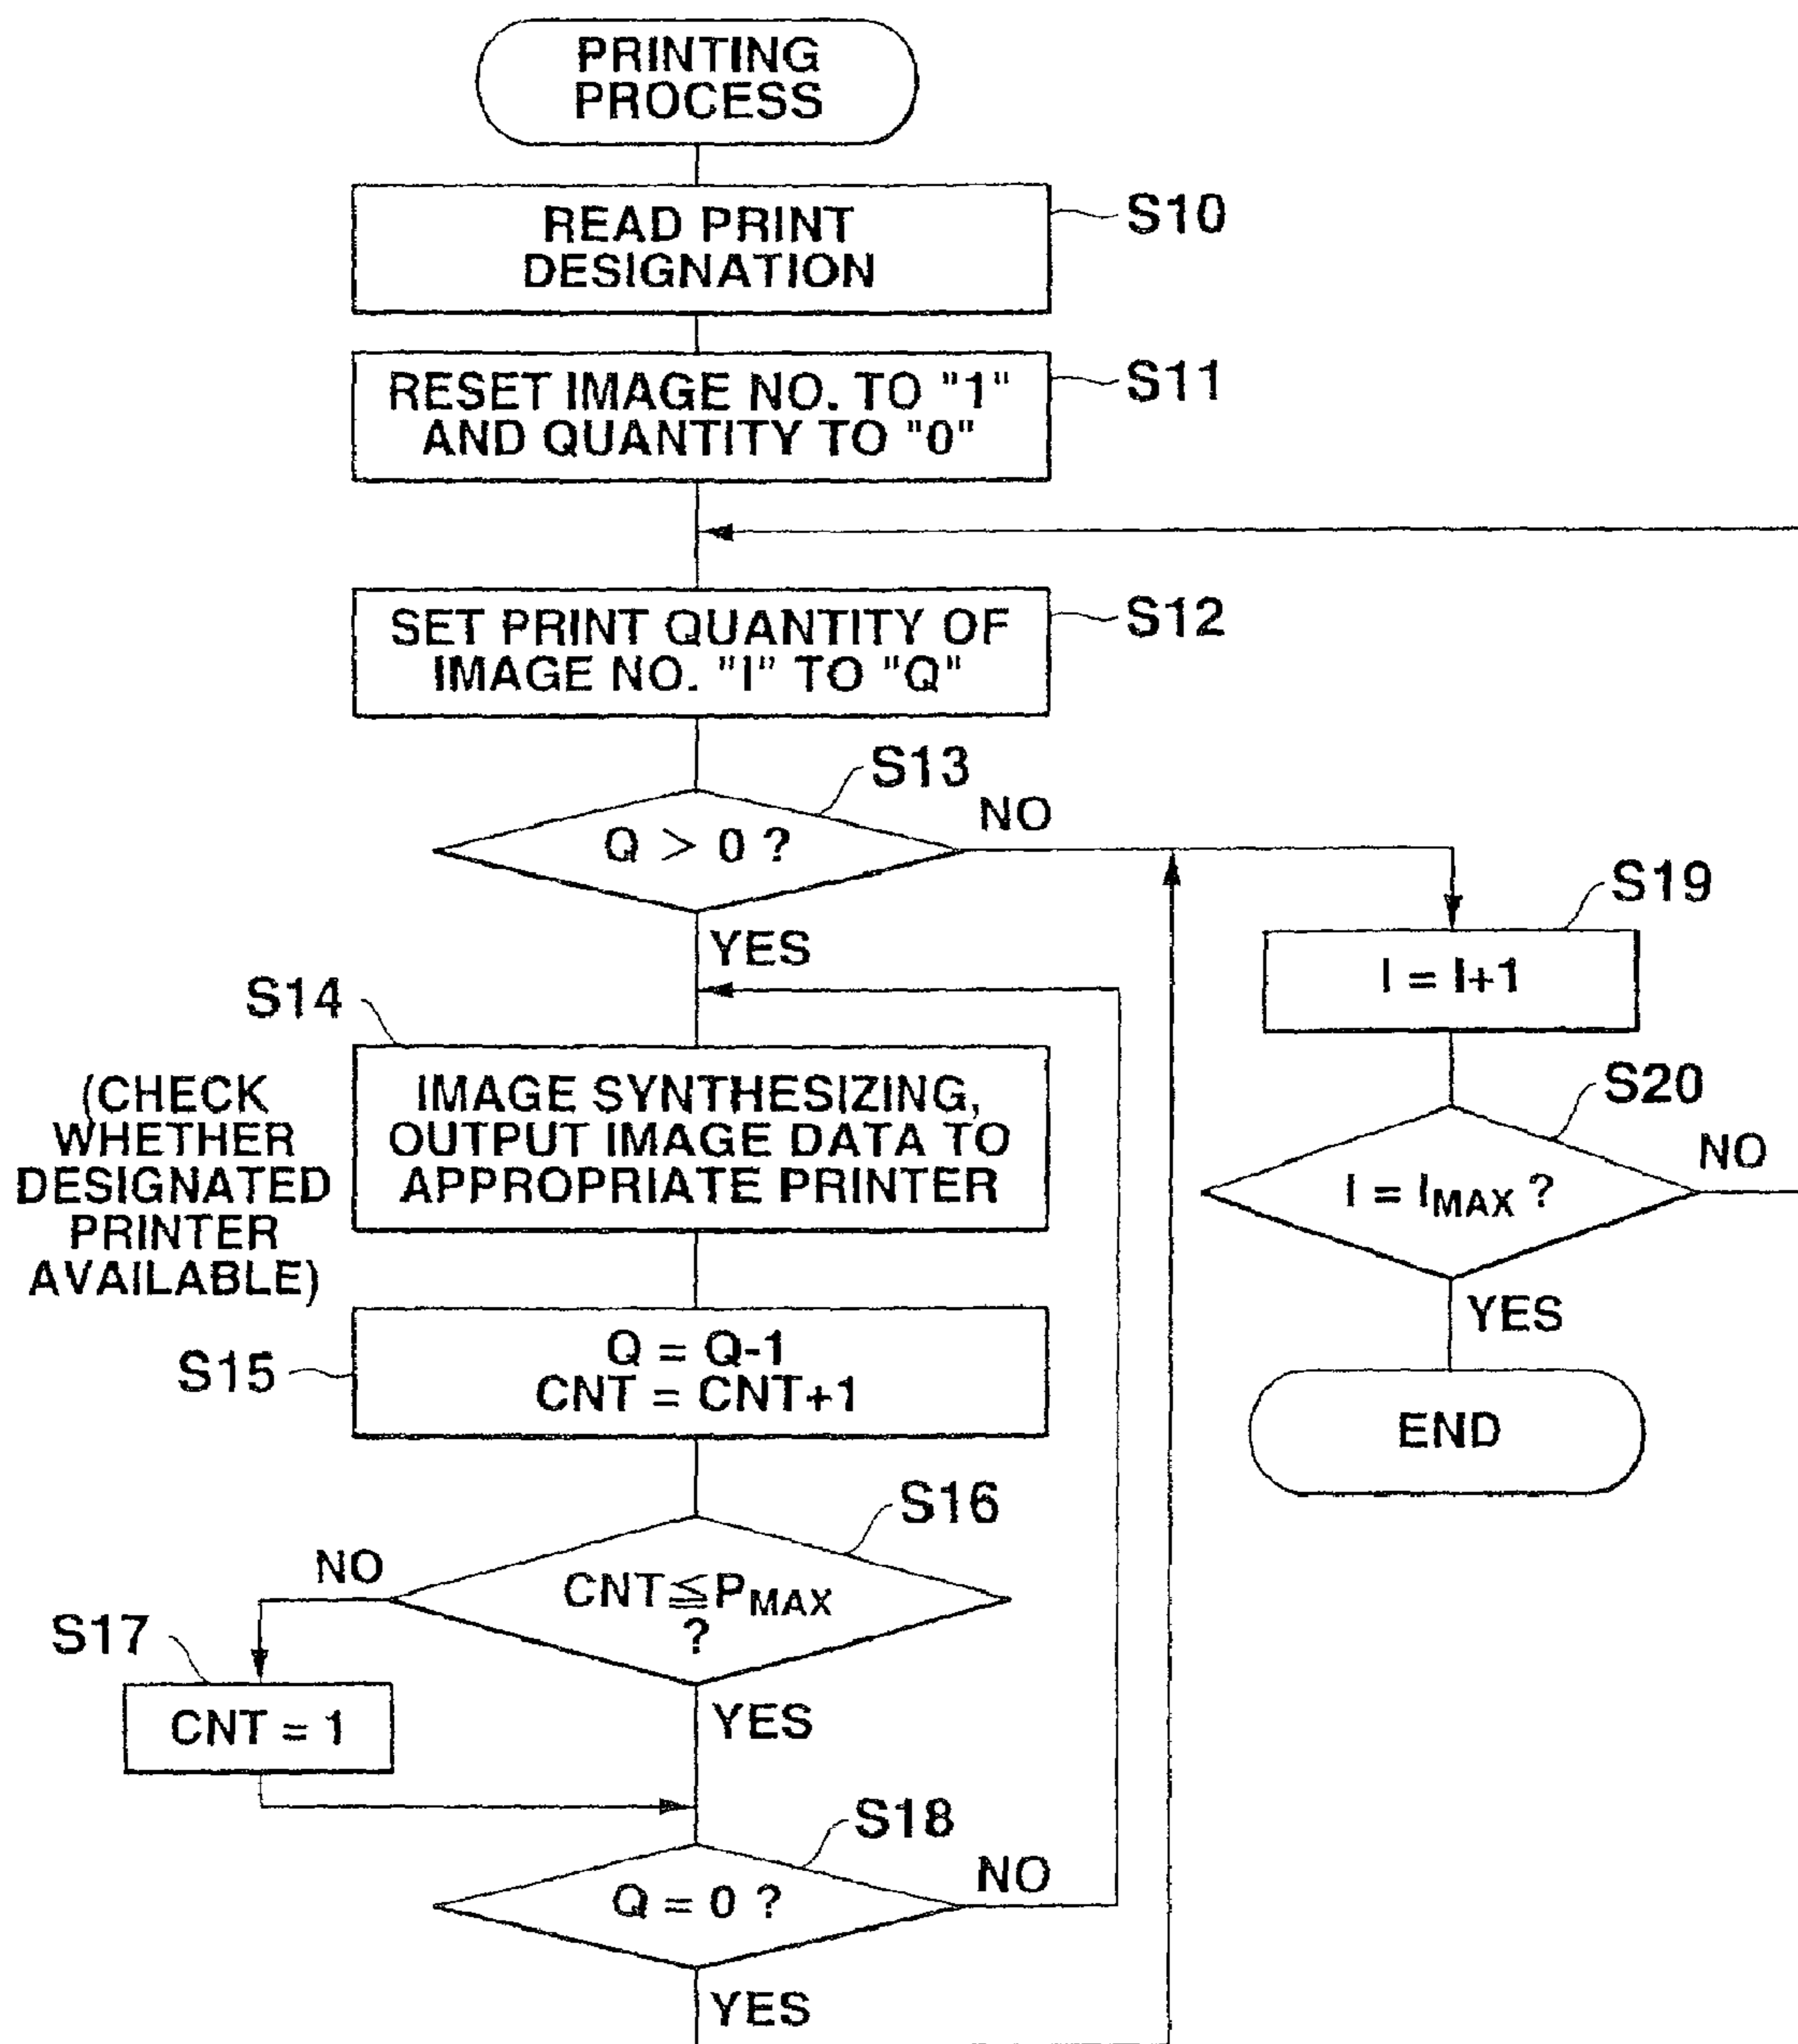 PRINTING
PROCESS
READ PRINT
DESIGNATION
S10
RESET IMAGE NO. TO "1"
AND QUANTITY TO "0"
S11
SET PRINT QUANTITY OF
IMAGE NO. "I" TO "Q"
S12
S13
Q > 0 ?
NO
YES
S14
(CHECK
WHETHER
DESIGNATED
PRINTER
AVAILABLE)
IMAGE SYNTHESIZING,
OUTPUT IMAGE DATA TO
APPROPRIATE PRINTER
S15
Q = Q-1
CNT = CNT+1
S16
CNT≦PMAX
?
NO
YES
S17
CNT = 1
S18
Q = 0 ?
NO
YES
S19
I = I+1
S20
I = IMAX ?
NO
YES
END